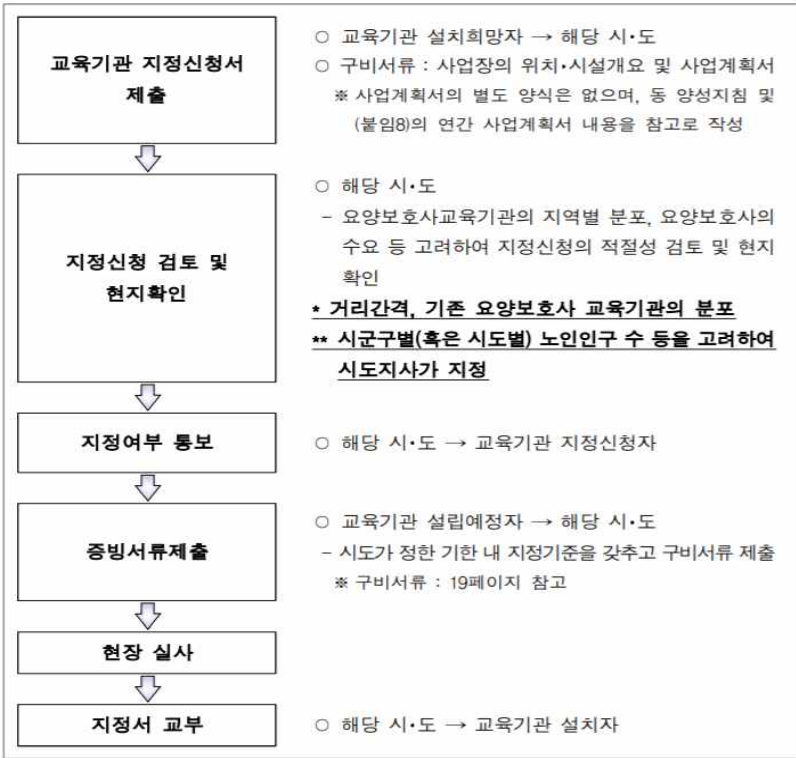 교육기관 지정신청서
제출
○ 교육기관 설치희망자 → 해당 시·도
○ 구비서류 : 사업장의 위치·시설개요 및 사업계획서
※ 사업계획서의 별도 양식은 없으며, 동 양성지침 및
(붙임8)의 연간 사업계획서 내용을 참고로 작성
지정신청 검토 및
현지확인
○ 해당 시·도
- 요양보호사교육기관의 지역별 분포, 요양보호사의
수요 등 고려하여 지정신청의 적절성 검토 및 현지
확인
* 거리간격, 기존 요양보호사 교육기관의 분포
** 시군구별(혹은 시도별) 노인인구 수 등을 고려하여
시도지사가 지정
지정여부 통보
○ 해당 시·도 → 교육기관 지정신청자
증빙서류제출
○ 교육기관 설립예정자 → 해당 시·도
- 시도가 정한 기한 내 지정기준을 갖추고 구비서류 제출
※ 구비서류 : 19페이지 참고
현장 실사
지정서 교부
○ 해당 시·도 → 교육기관 설치자